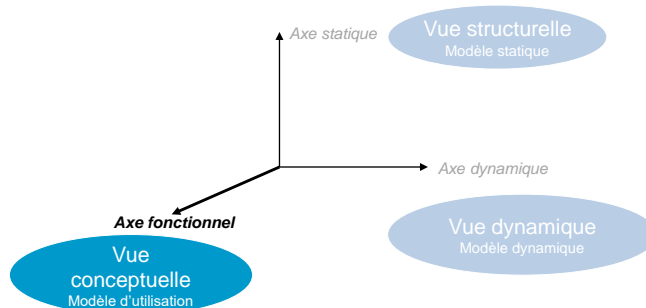 Axe statique
Vue structurelle
Modèle statique
Axe dynamique
Axe fonctionnel
Vue dynamique
Modèle dynamique
Vue
conceptuelle
Modèle d'utilisation